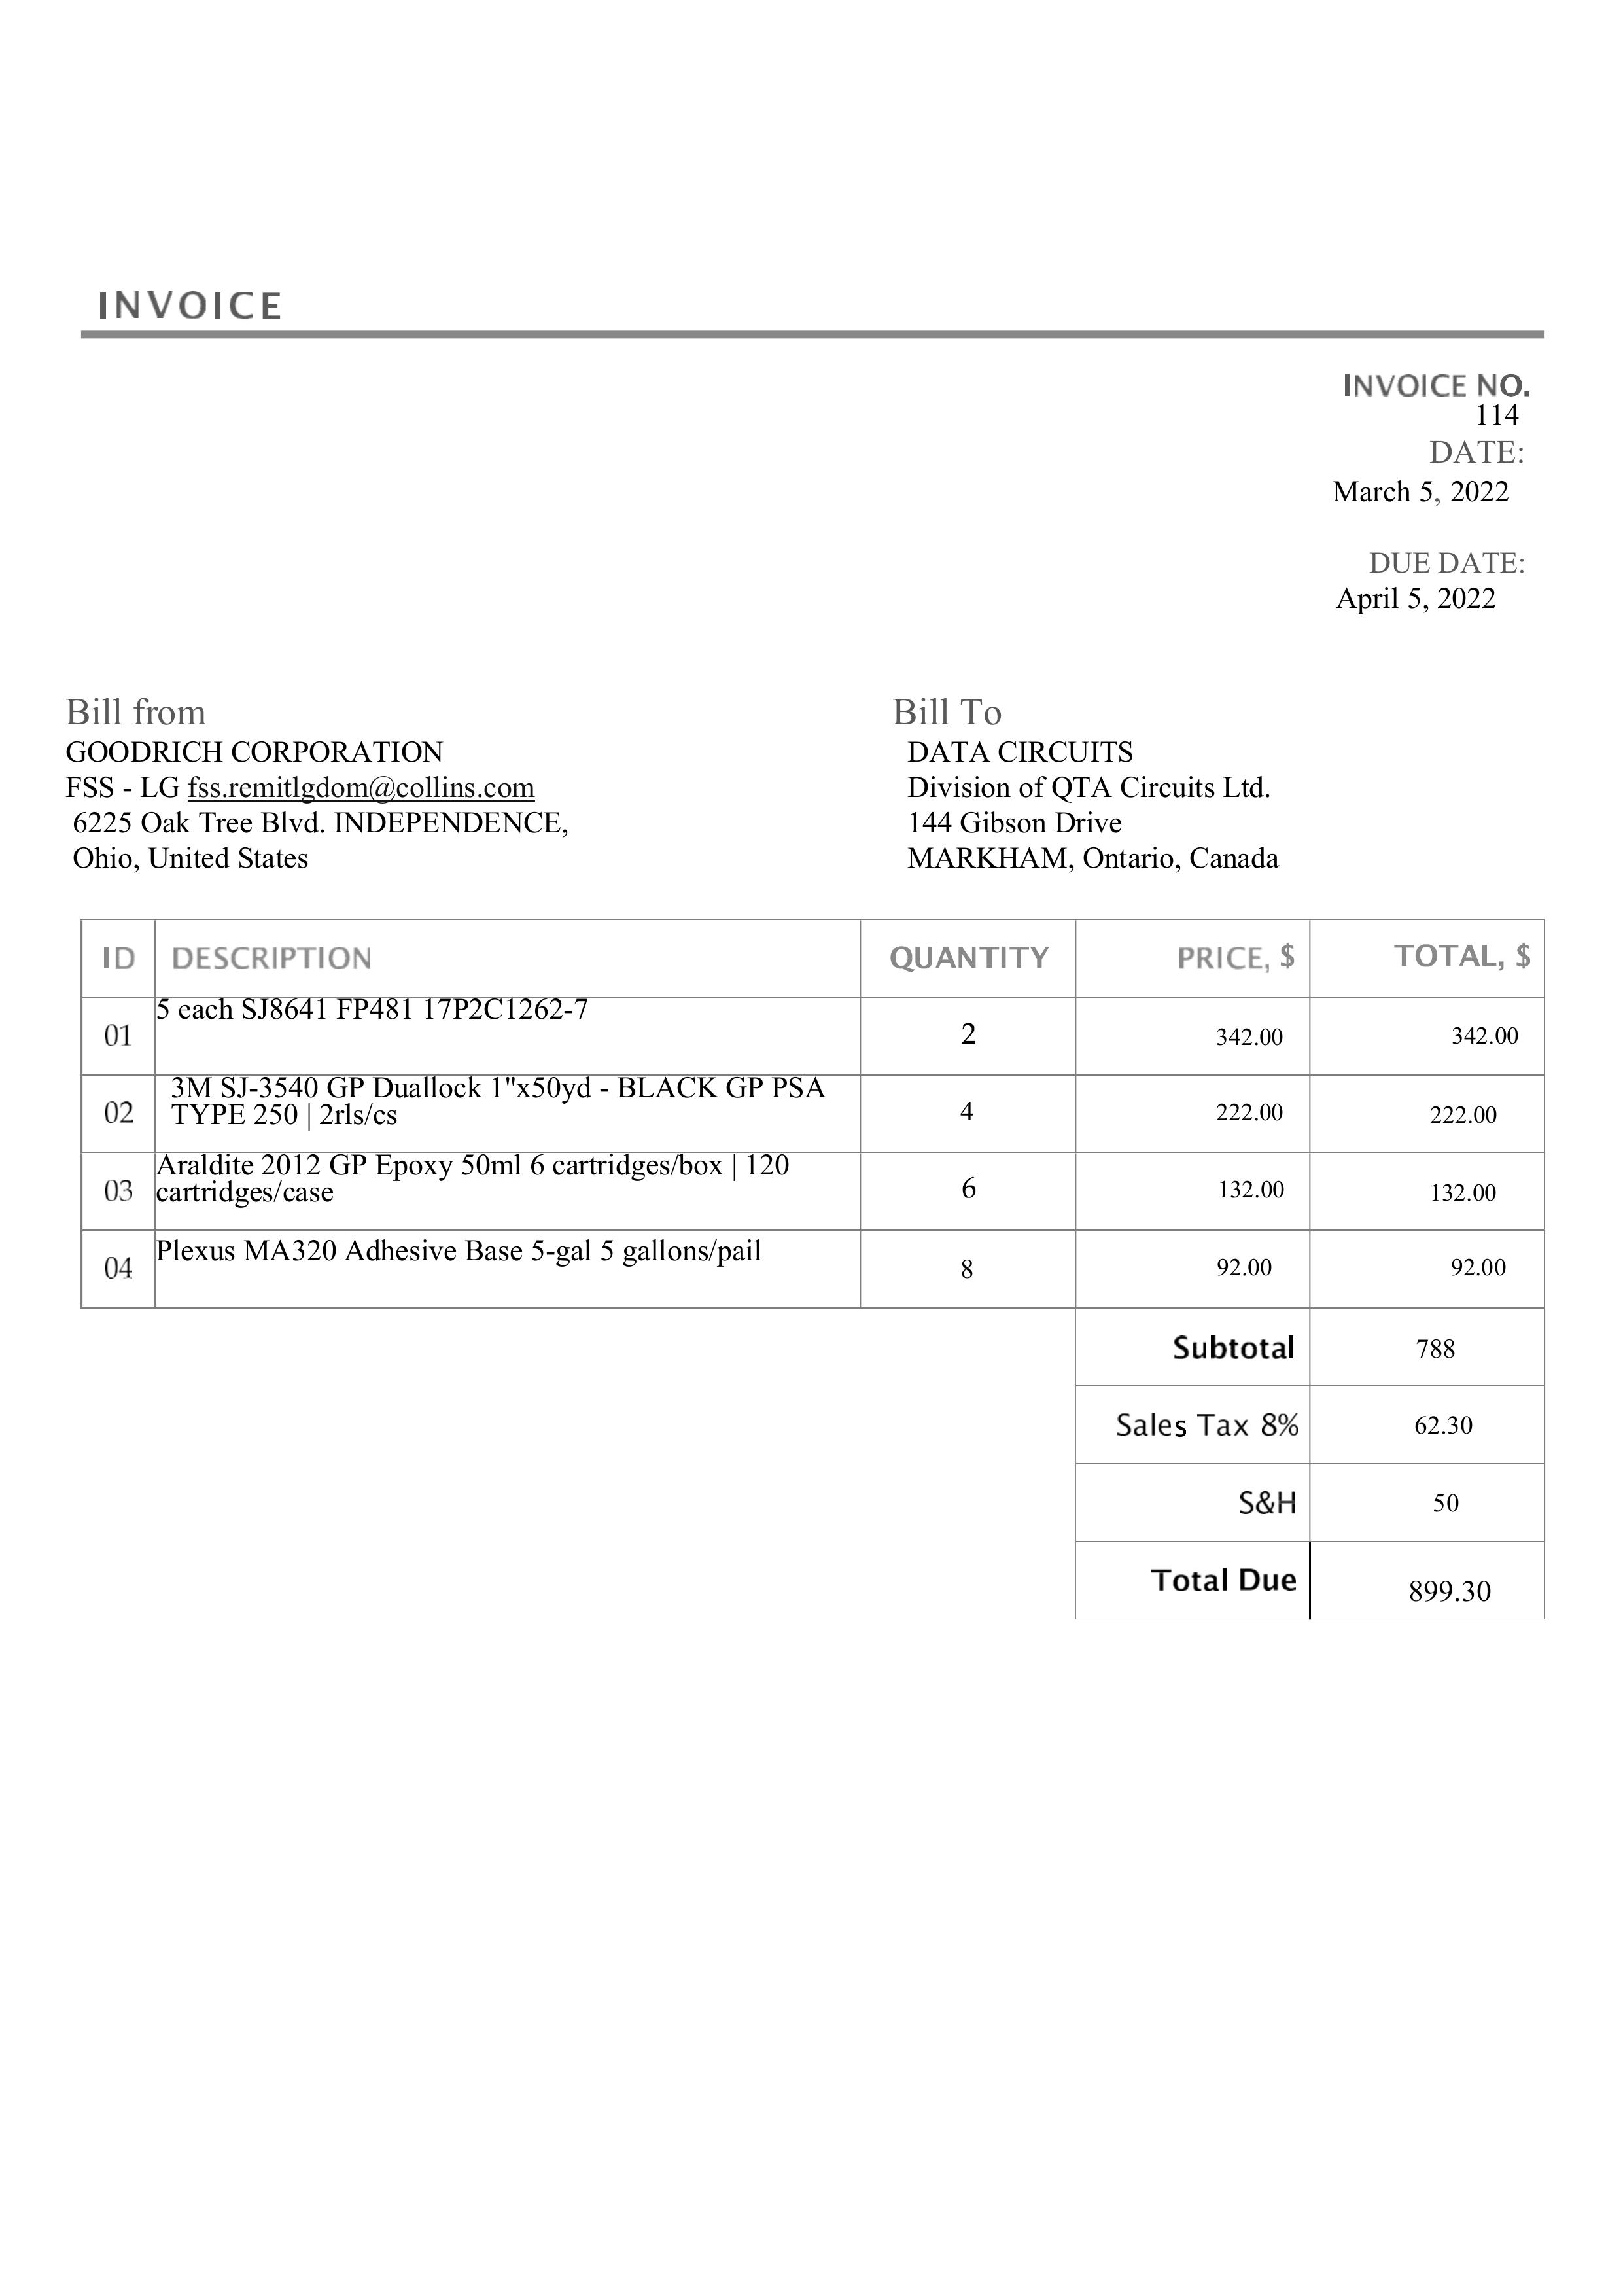 INVOICE
INVOICE NO.
114
DATE:
March 5, 2022
DUE DATE:
April 5, 2022
Bill from
GOODRICH CORPORATION
FSS - LG fss.remitlgdom@collins.com
6225 Oak Tree Blvd. INDEPENDENCE,
Ohio, United States
Bill To
DATA CIRCUITS
Division of QTA Circuits Ltd.
144 Gibson Drive
MARKHAM, Ontario, Canada
ID DESCRIPTION QUANTITY PRICE, $ TOTAL, $
01 5 each SJ8641 FP481 17P2C1262-7 2 342.00 342.00
02 3M SJ-3540 GP Duallock 1"x50yd - BLACK GP PSA
TYPE 250 | 2rls/cs 4 222.00 222.00
03 Araldite 2012 GP Epoxy 50ml 6 cartridges/box | 120
cartridges/case 6 132.00 132.00
04 Plexus MA320 Adhesive Base 5-gal 5 gallons/pail 8 92.00 92.00
Subtotal 788
Sales Tax 8% 62.30
S&H 50
Total Due 899.30